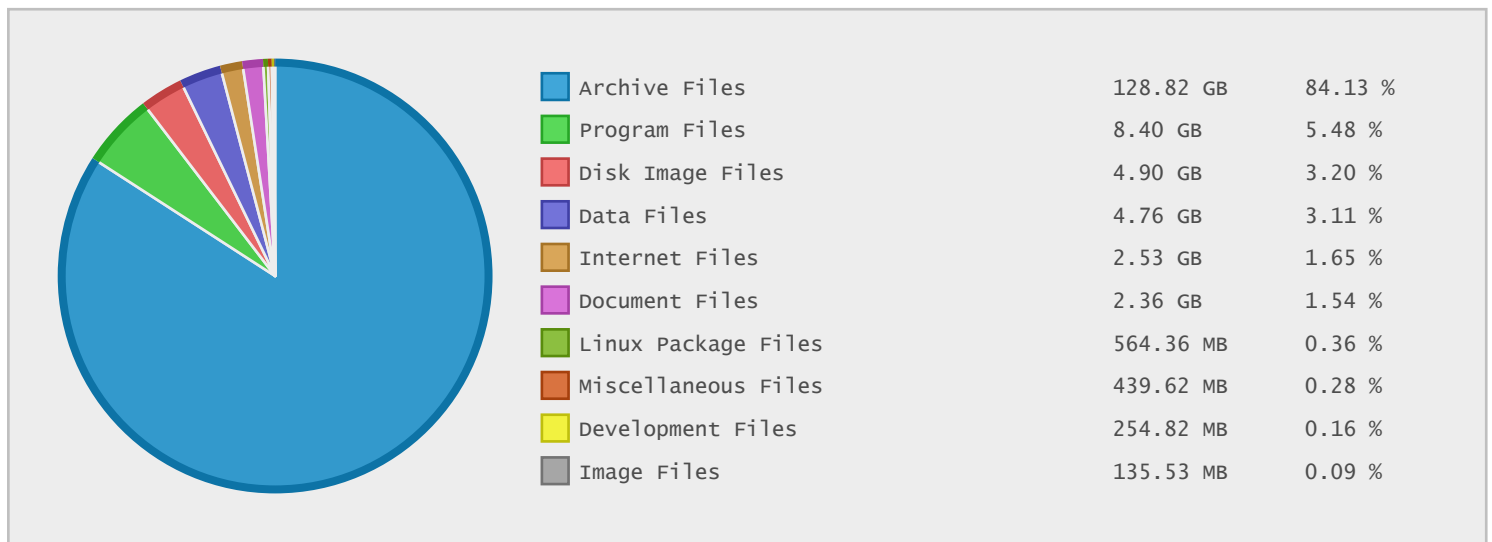 Archive Files 128.82 GB 84.13 %
Program Files 8.40 GB 5.48 %
Disk Image Files 4.90 GB 3.20 %
Data Files 4.76 GB 3.11 %
Internet Files 2.53 GB 1.65 %
Document Files 2.36 GB 1.54 %
Linux Package Files 564.36 MB 0.36 %
Miscellaneous Files 439.62 MB 0.28 %
Development Files 254.82 MB 0.16 %
Image Files 135.53 MB 0.09 %